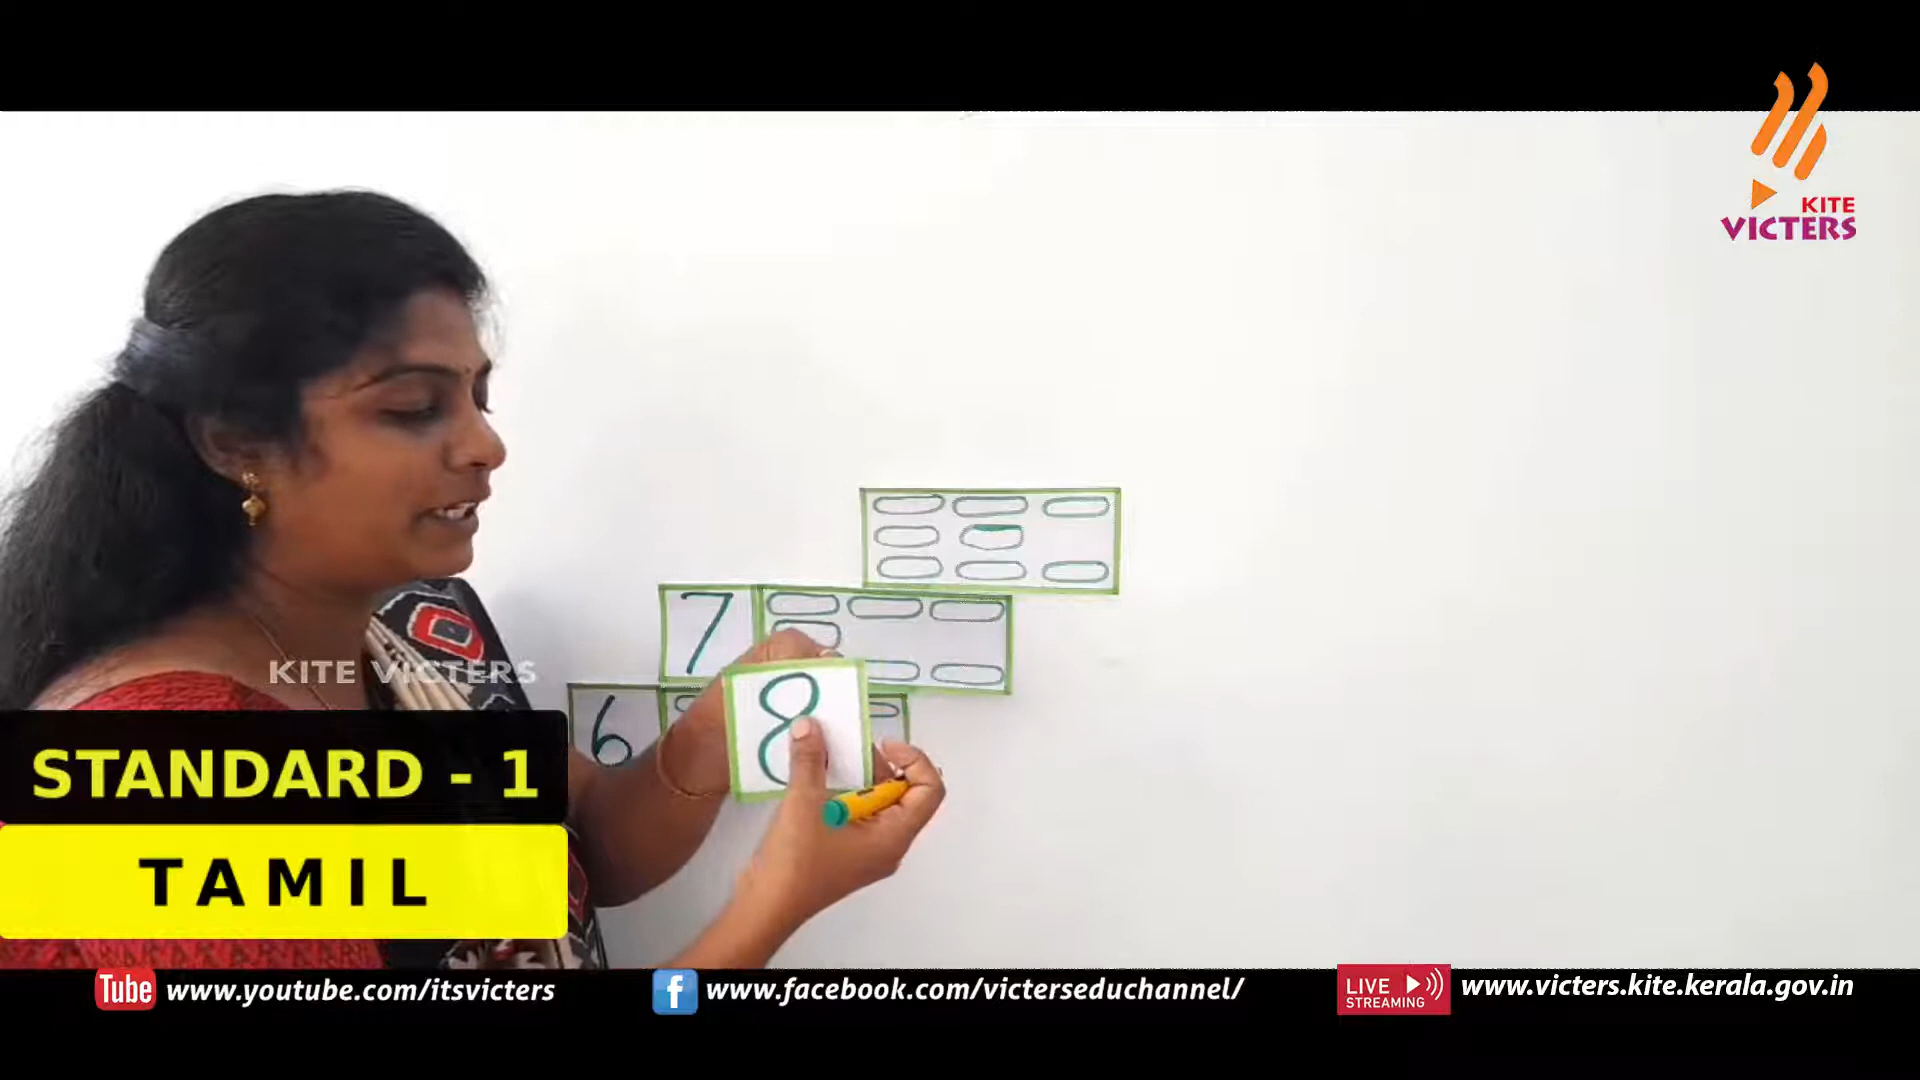 KITE
VICTERS
7
KITE VICTERS
8
6
STANDARD - 1
TAMIL
You Tube www.youtube.com/itsvicters
f www.facebook.com/victerseduchannel/
LIVE STREAMING www.victers.kite.kerala.gov.in